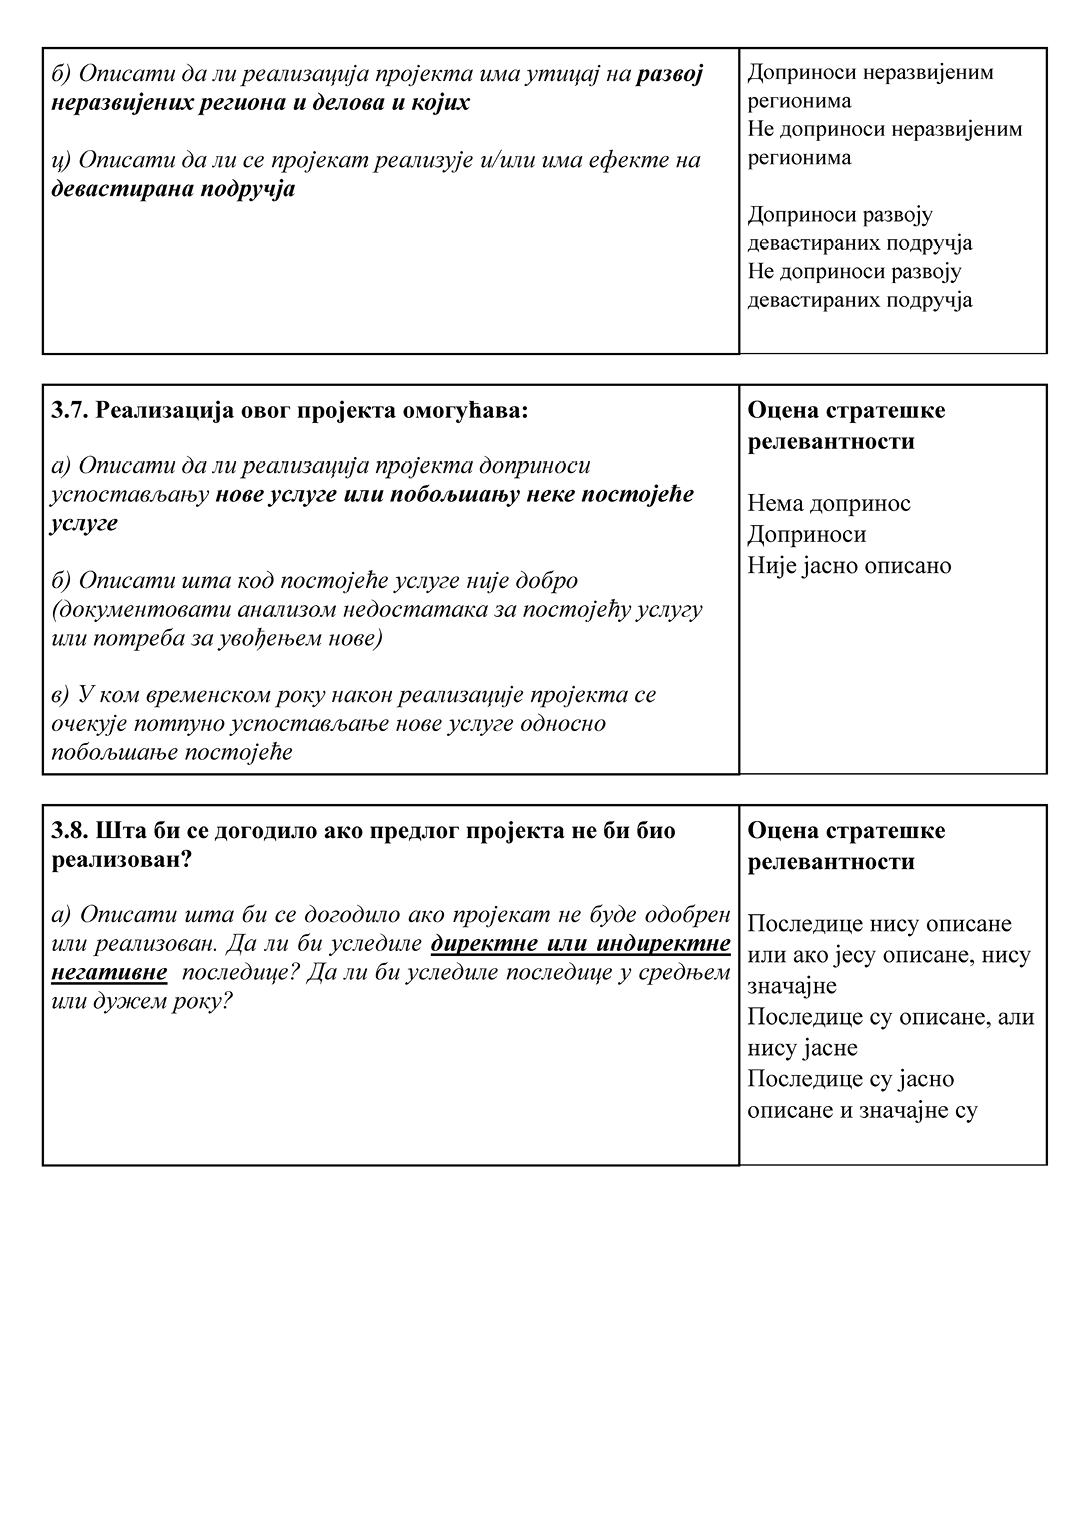 б) Описати да ли реализација пројекта има утицај на развој
неразвијених региона и делова и којих
ц) Описати да ли се пројекат реализује и/или има ефекте на
девастирана подручја
Доприноси неразвијеним
регионима
Не доприноси неразвијеним
регионима
Доприноси развоју
девастираних подручја
Не доприноси развоју
девастираних подручја
3.7. Реализација овог пројекта омогућава:
а) Описати да ли реализација пројекта доприноси
успостављању нове услуге или побољшању неке постојеће
услуге
б) Описати шта код постојеће услуге није добро
(документовати анализом недостатака за постојећу услугу
или потреба за увођењем нове)
в) У ком временском року након реализације пројекта се
очекује потпуно успостављање нове услуге односно
побољшање постојеће
Оцена стратешке
релевантности
Нема допринос
Доприноси
Није јасно описано
3.8. Шта би се догодило ако предлог пројекта не би био
реализован?
а) Описати шта би се догодило ако пројекат не буде одобрен
или реализован. Да ли би уследиле директне или индиректне
негативне последице? Да ли би уследиле последице у средњем
или дужем року?
Оцена стратешке
релевантности
Последице нису описане
или ако јесу описане, нису
значајне
Последице су описане, али
нису јасне
Последице су јасно
описане и значајне су